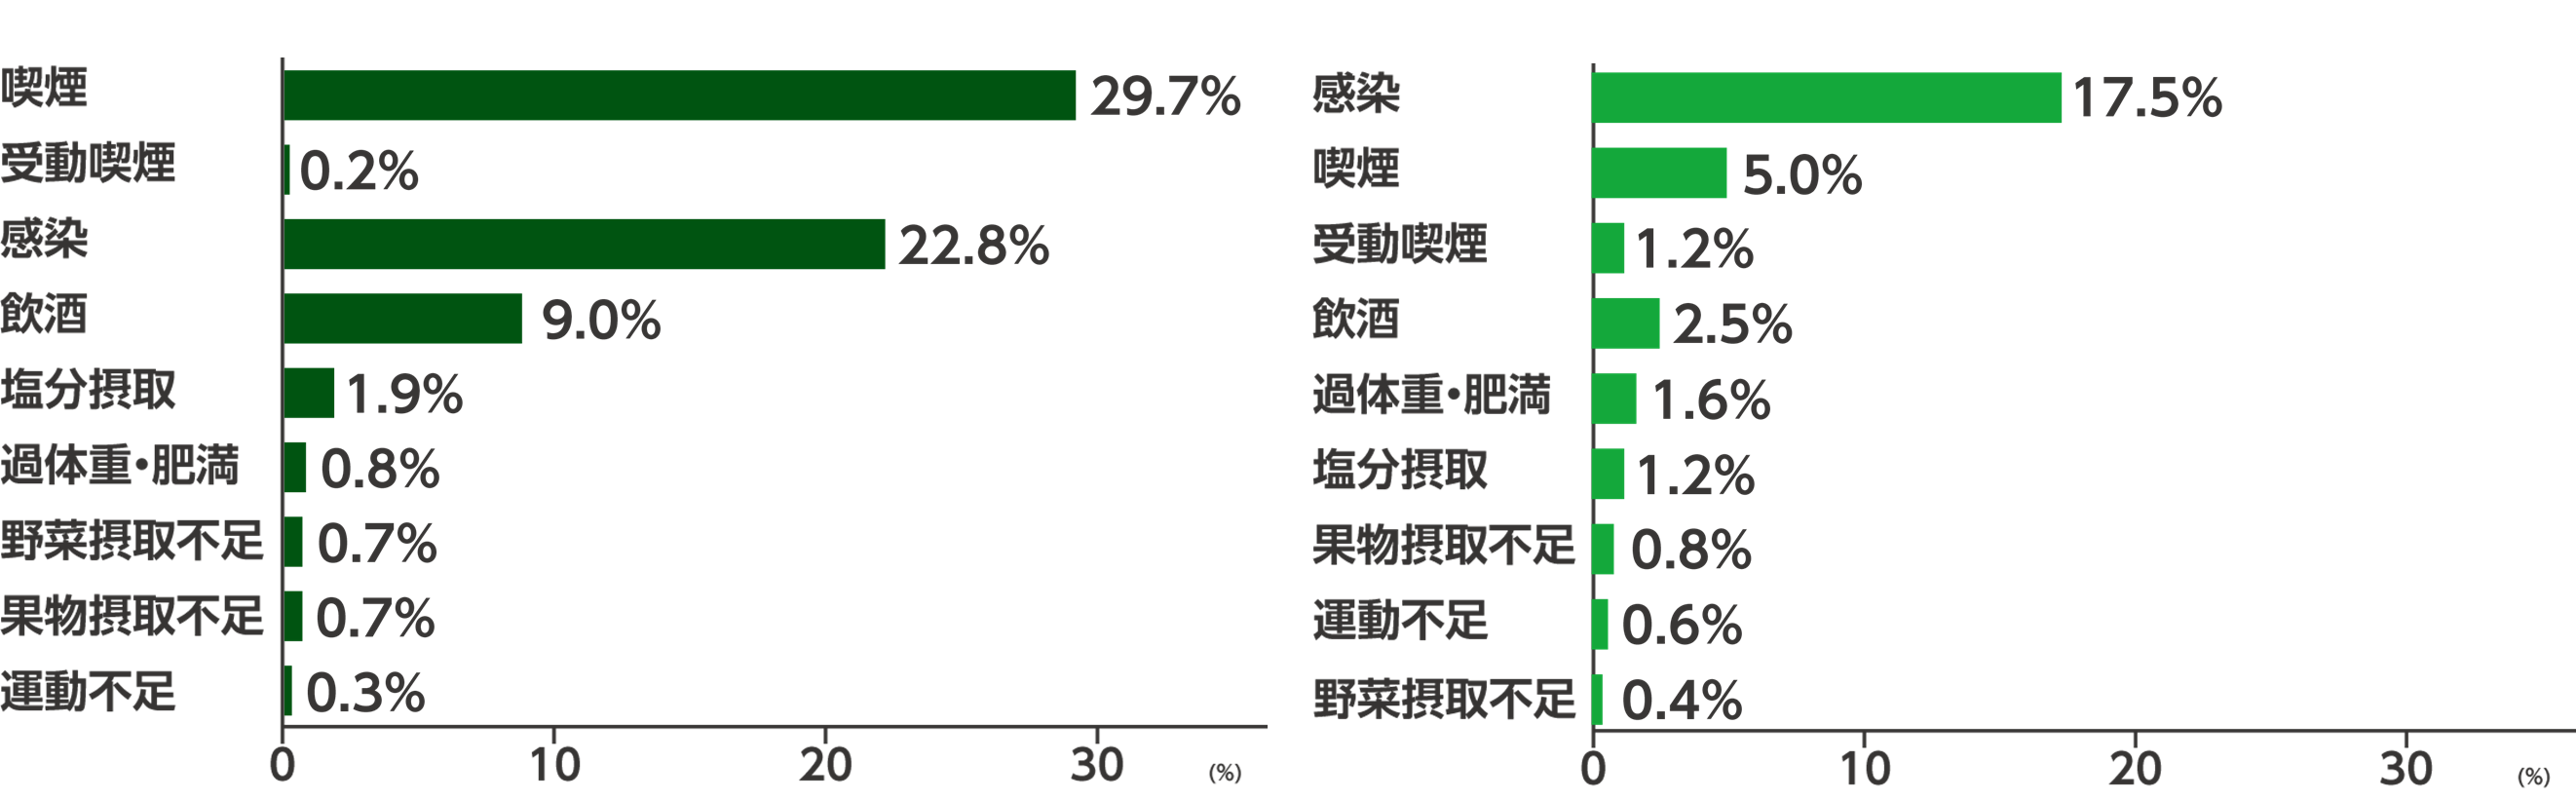 喫煙 29.7%
受動喫煙 0.2%
感染 22.8%
飲酒 9.0%
塩分摂取 1.9%
過体重・肥満 0.8%
野菜摂取不足 0.7%
果物摂取不足 0.7%
運動不足 0.3%
0 10 20 30 (%)
感染 17.5%
喫煙 5.0%
受動喫煙 1.2%
飲酒 2.5%
過体重・肥満 1.6%
塩分摂取 1.2%
果物摂取不足 0.8%
運動不足 0.6%
野菜摂取不足 0.4%
0 10 20 30 (%)